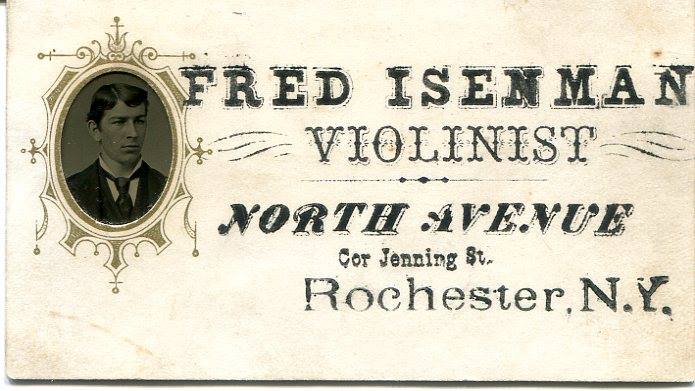 FRED ISENMAN
VIOLINIST
NORTH AVENUE
Cor Jenning St.
Rochester, N.Y.